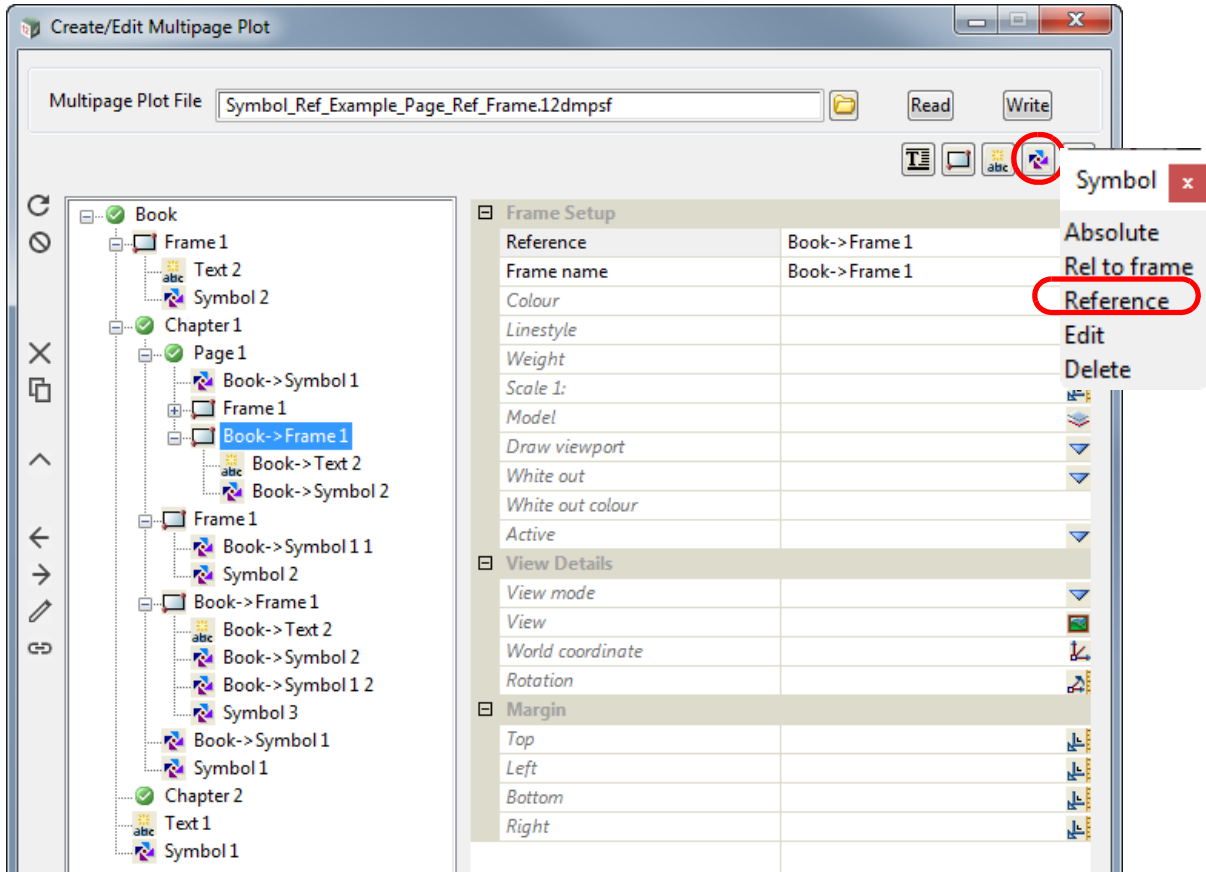 Create/Edit Multipage Plot
Multipage Plot File Symbol_Ref_Example_Page_Ref_Frame.12dmpsf Read Write
Symbol x
Absolute
Rel to frame
Reference
Edit
Delete
Book
Frame 1
abc Text 2
Symbol 2
Chapter 1
Page 1
Book->Symbol 1
Frame 1
Book->Frame 1
abc Book->Text 2
Book->Symbol 2
Frame 1
Book->Symbol 1 1
Symbol 2
Book->Frame 1
abc Book->Text 2
Book->Symbol 2
Book->Symbol 1 2
Symbol 3
Book->Symbol 1
Symbol 1
Chapter 2
abc Text 1
Symbol 1
Frame Setup
Reference Book->Frame 1
Frame name Book->Frame 1
Colour
Linestyle
Weight
Scale 1:
Model
Draw viewport
White out
White out colour
Active
View Details
View mode
View
World coordinate
Rotation
Margin
Top
Left
Bottom
Right
T abc